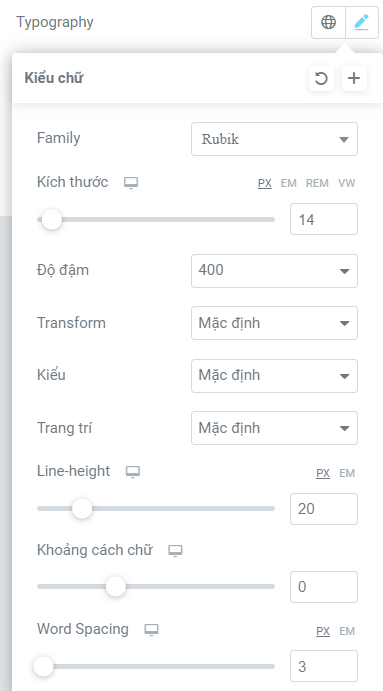 Typography
Kiểu chữ
Family Rubik
Kích thước PX EM REM VW
14
Độ đậm 400
Transform Mặc định
Kiểu Mặc định
Trang trí Mặc định
Line-height PX EM
20
Khoảng cách chữ
0
Word Spacing PX EM
3